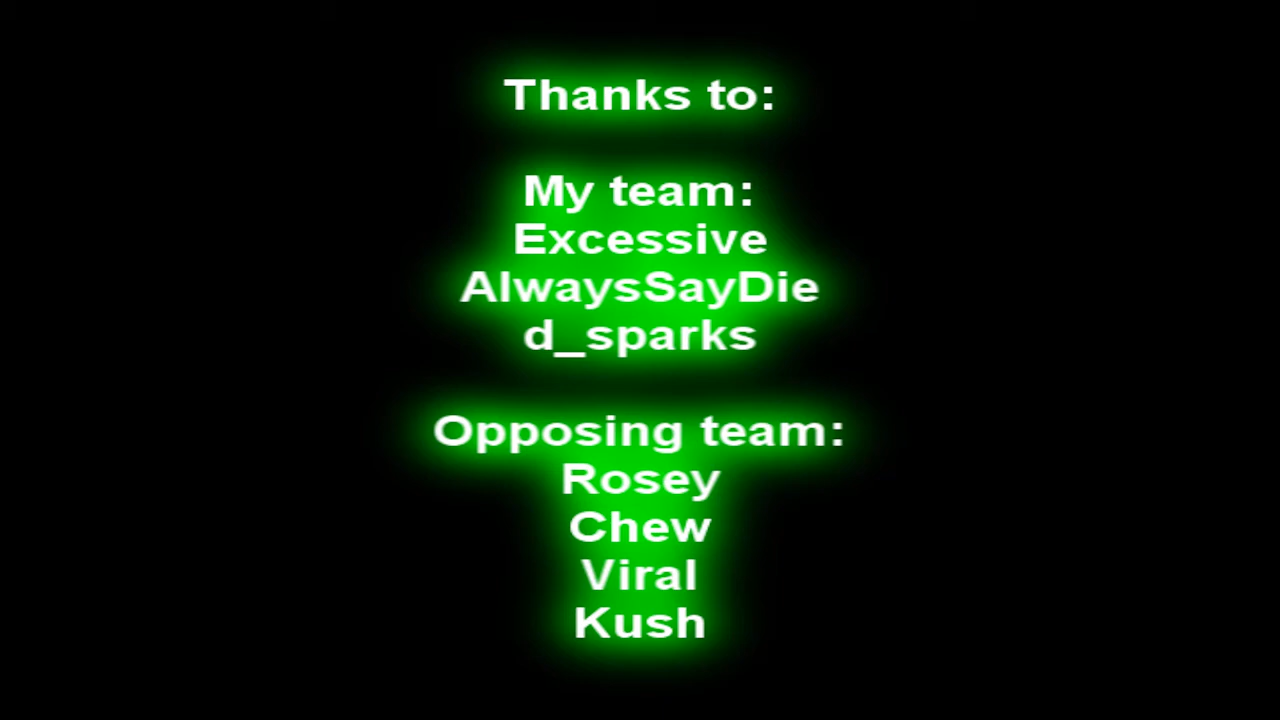 Thanks to:
My team:
Excessive
AlwaysSayDie
d_sparks
Opposing team:
Rosey
Chew
Viral
Kush